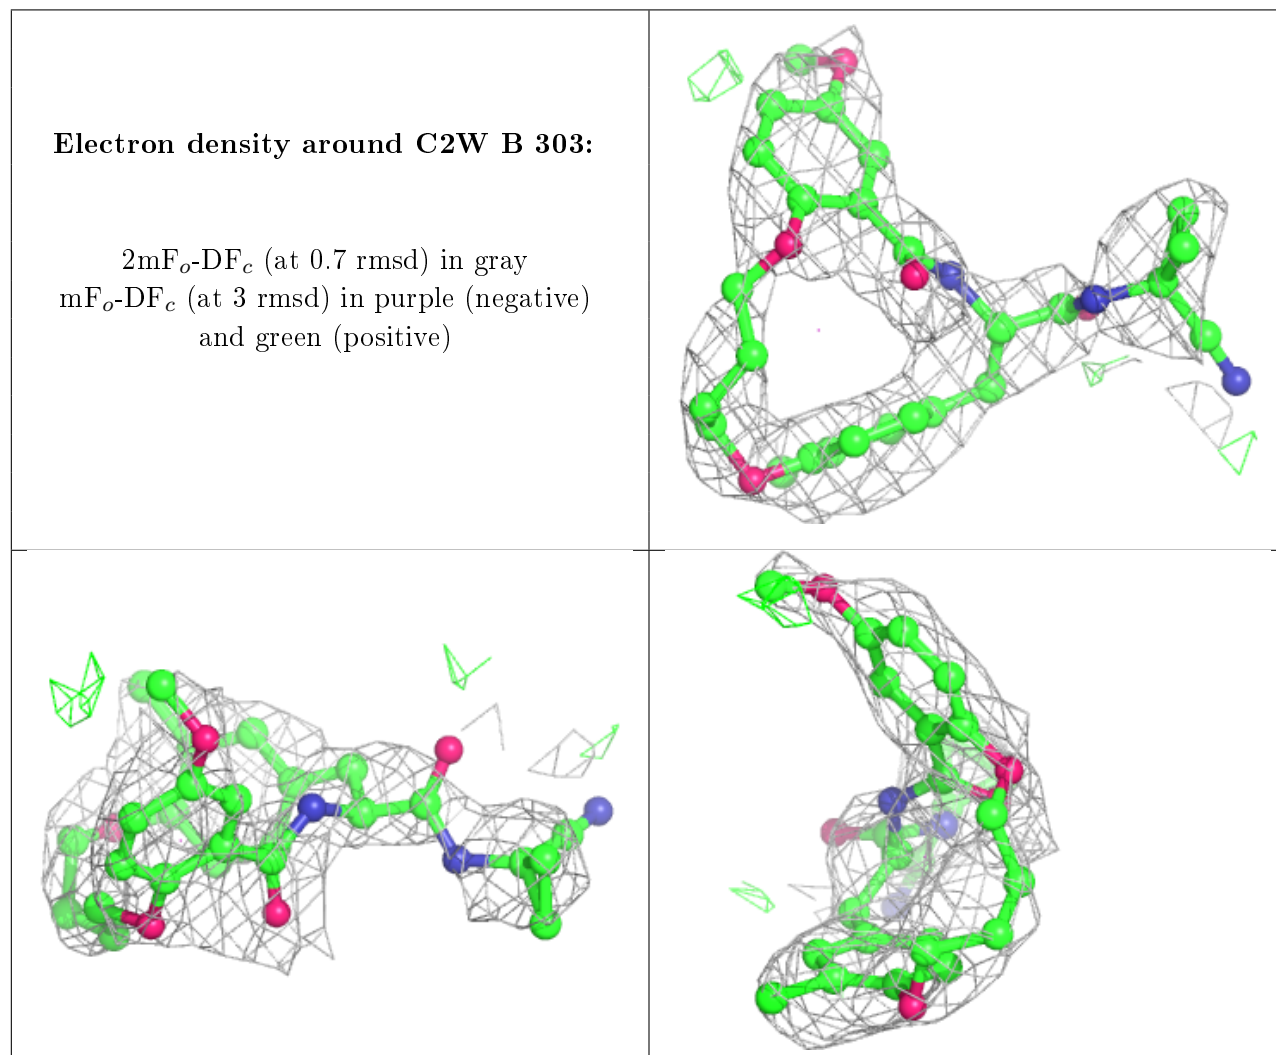 Electron density around C2W B 303:
2mFo-DFc (at 0.7 rmsd) in gray
mFo-DFc (at 3 rmsd) in purple (negative)
and green (positive)